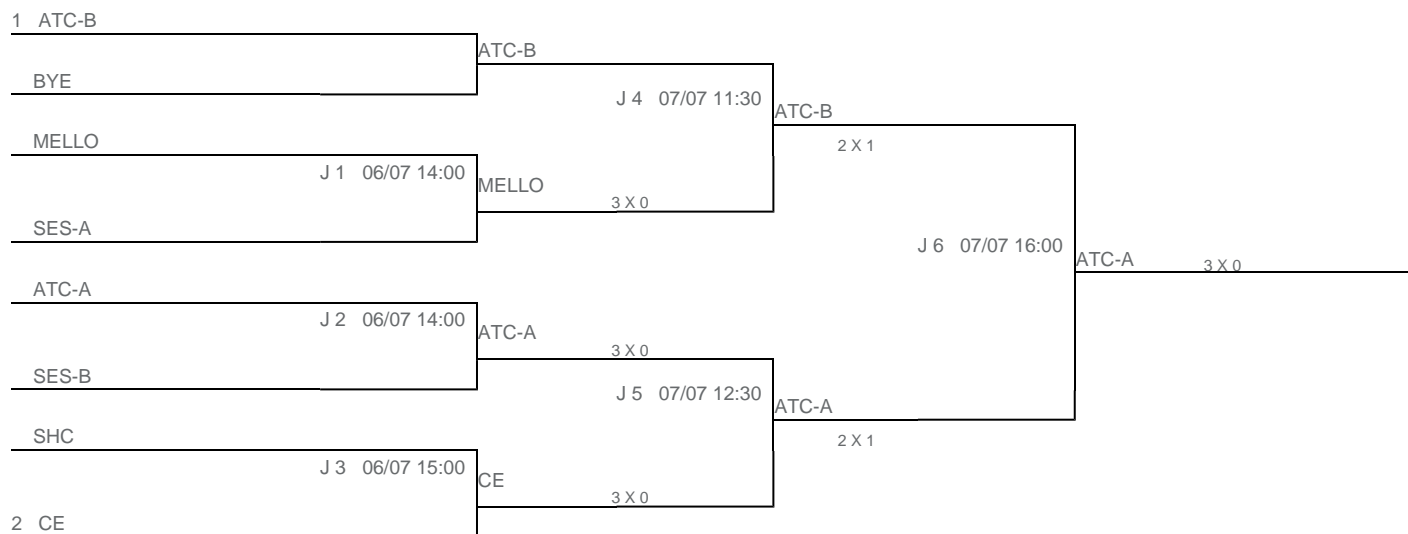 1 ATC-B
ATC-B
BYE
J 4 07/07 11:30
ATC-B
2 X 1
MELLO
J 1 06/07 14:00
MELLO
3 X 0
SES-A
J 6 07/07 16:00
ATC-A
3 X 0
ATC-A
J 2 06/07 14:00
ATC-A
3 X 0
SES-B
J 5 07/07 12:30
ATC-A
2 X 1
SHC
J 3 06/07 15:00
CE
3 X 0
2 CE